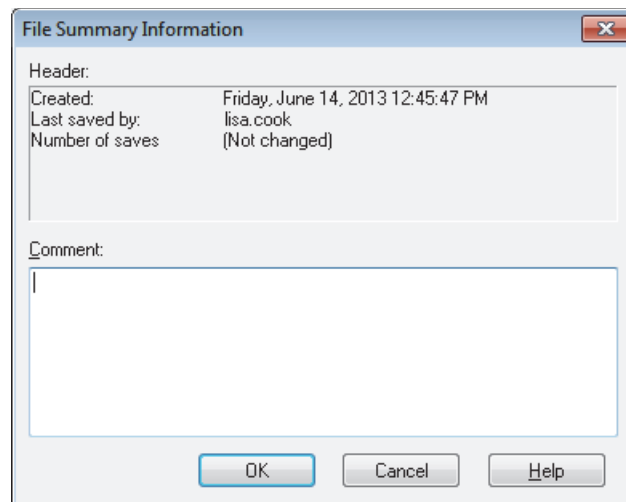 File Summary Information
Header:
Created: Friday, June 14, 2013 12:45:47 PM
Last saved by: lisa.cook
Number of saves (Not changed)
Comment:
OK Cancel Help